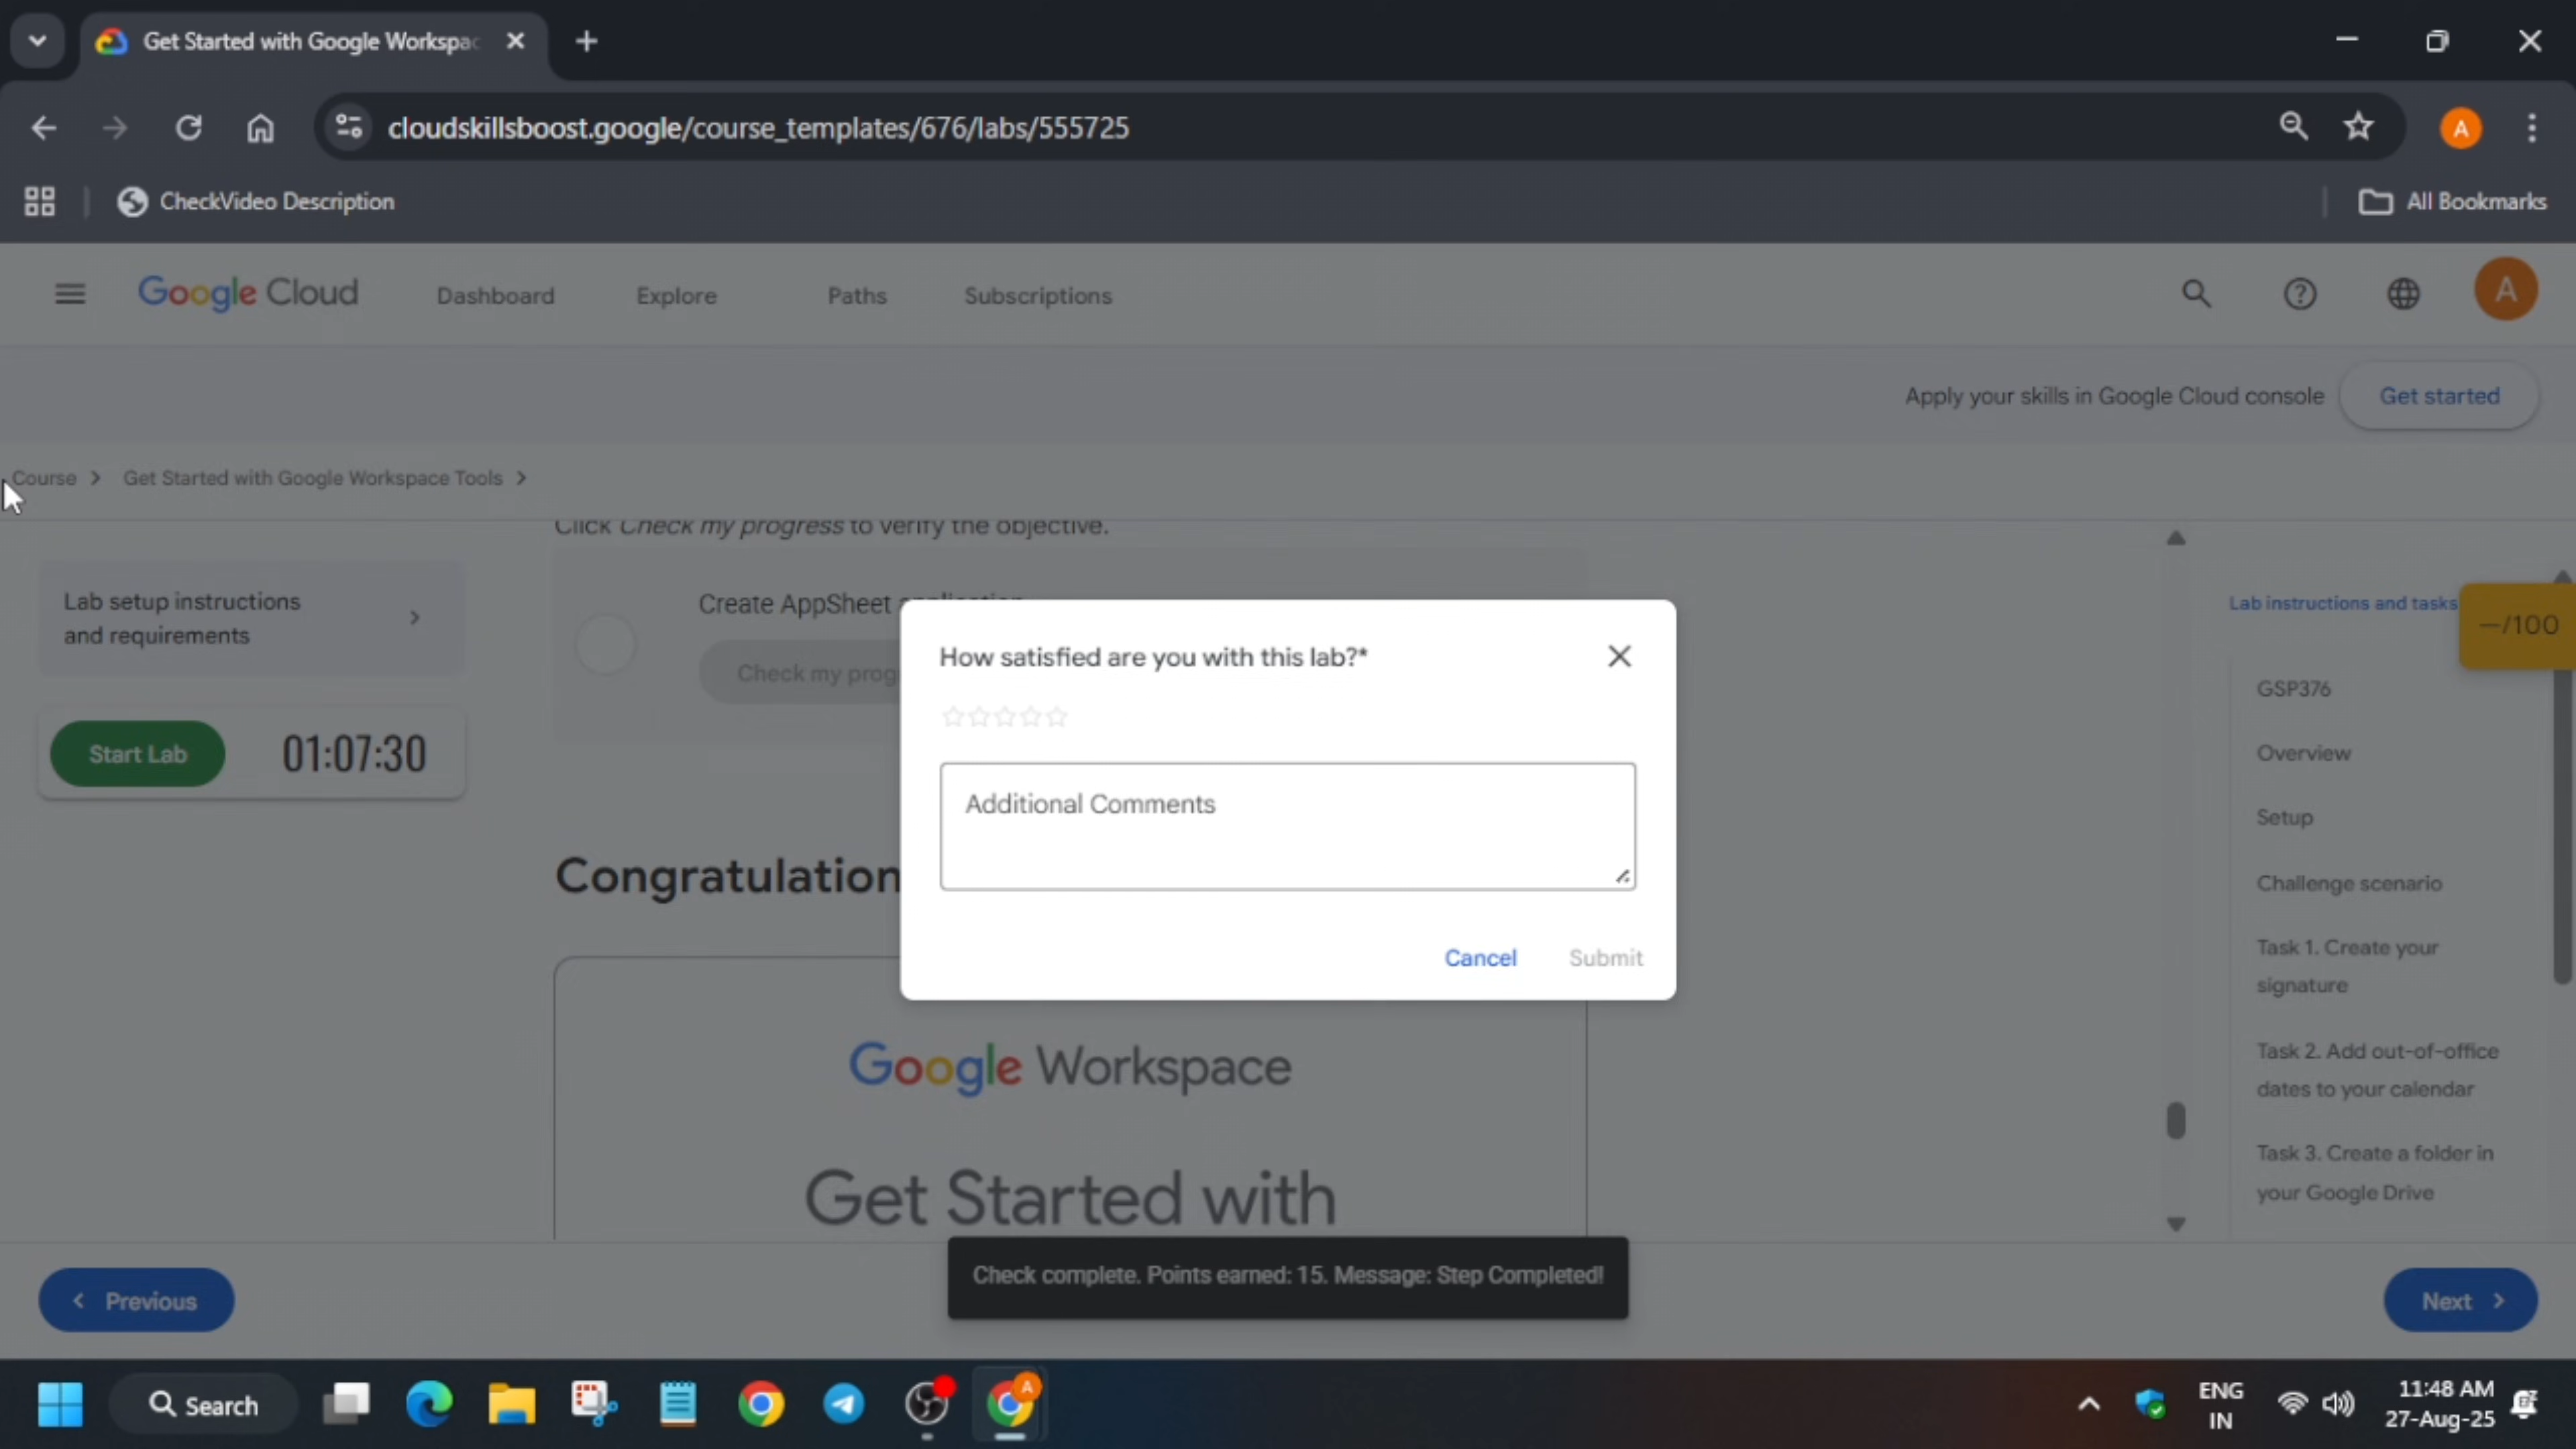 Get Started with Google Workspac
cloudskillsboost.google/course_templates/676/labs/555725
A
CheckVideo Description
All Bookmarks
Google Cloud
Dashboard
Explore
Paths
Subscriptions
A
Apply your skills in Google Cloud console
Get started
Course
Get Started with Google Workspace Tools
Click Check my progress to verify the objective.
Lab setup instructions
and requirements
Start Lab
01:07:30
Create AppSheet application
Check my prog
Congratulation
Google Workspace
Get Started with
How satisfied are you with this lab?*
Additional Comments
Cancel
Submit
Check complete. Points earned: 15. Message: Step Completed!
Lab instructions and tasks
—/100
GSP376
Overview
Setup
Challenge scenario
Task 1. Create your
signature
Task 2. Add out-of-office
dates to your calendar
Task 3. Create a folder in
your Google Drive
Previous
Next
Search
A
ENG
IN
11:48 AM
27-Aug-25